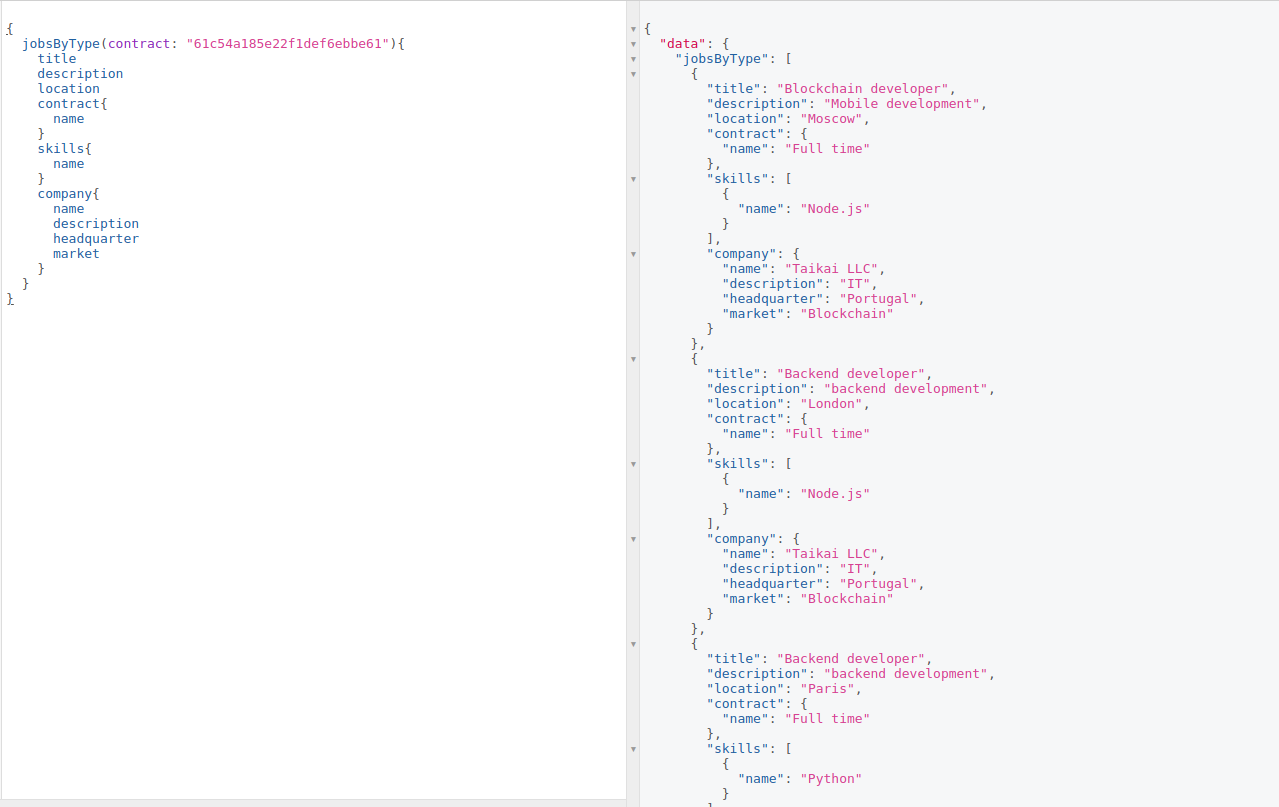 {
  jobsByType(contract: "61c54a185e22f1def6ebbe61"){
    title
    description
    location
    contract{
      name
    }
    skills{
      name
    }
    company{
      name
      description
      headquarter
      market
    }
  }
}
{
  "data": {
    "jobsByType": [
      {
        "title": "Blockchain developer",
        "description": "Mobile development",
        "location": "Moscow",
        "contract": {
          "name": "Full time"
        },
        "skills": [
          {
            "name": "Node.js"
          }
        ],
        "company": {
          "name": "Taikai LLC",
          "description": "IT",
          "headquarter": "Portugal",
          "market": "Blockchain"
        }
      },
      {
        "title": "Backend developer",
        "description": "backend development",
        "location": "London",
        "contract": {
          "name": "Full time"
        },
        "skills": [
          {
            "name": "Node.js"
          }
        ],
        "company": {
          "name": "Taikai LLC",
          "description": "IT",
          "headquarter": "Portugal",
          "market": "Blockchain"
        }
      },
      {
        "title": "Backend developer",
        "description": "backend development",
        "location": "Paris",
        "contract": {
          "name": "Full time"
        },
        "skills": [
          {
            "name": "Python"
          }